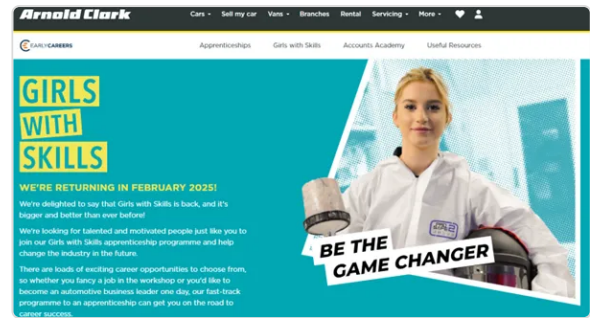 Arnold Clark
Cars Sell my car Vans Branches Rental Servicing More
EARLYCAREERS
Apprenticeships Girls with Skills Accounts Academy Useful Resources
GIRLS
WITH
SKILLS
WE'RE RETURNING IN FEBRUARY 2025!
We're delighted to say that Girls with Skills is back, and it's
bigger and better than ever before!
We're looking for talented and motivated people just like you to
join our Girls with Skills apprenticeship programme and help
change the industry in the future.
There are loads of exciting career opportunities to choose from,
so whether you fancy a job in the workshop or you'd like to
become an automotive business leader one day, our fast-track
programme to an apprenticeship can get you on the road to
career success.
BE THE
GAME CHANGER